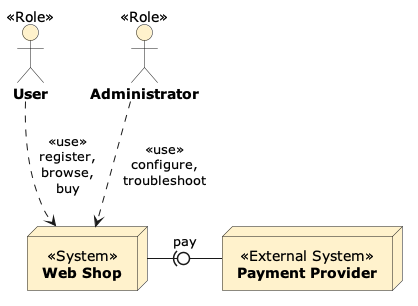 «Role»
User
«Role»
Administrator
«use»
register,
browse,
buy
«use»
configure,
troubleshoot
«System»
Web Shop
pay
«External System»
Payment Provider